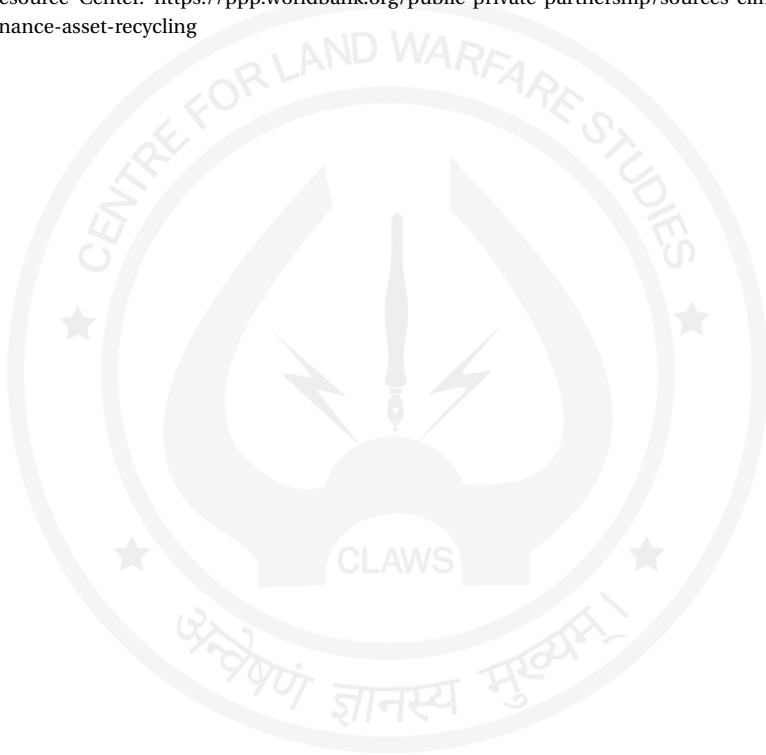 esource Center. https://ppp.worldbank.org/public-private-partnership/sources-clim
nance-asset-recycling
CENTRE FOR LAND WARFARE STUDIES
CLAWS
अन्वेषणं ज्ञानस्य मुख्यम्।